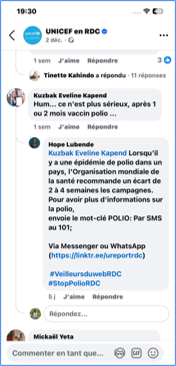 19:30
UNICEF en RDC
2 déc.
1 sem J'aime Répondre
3
Tinette Kahindo a répondu · 11 réponses
Kuzbak Eveline Kapend
Hum... ce n'est plus sérieux, après 1
ou 2 mois vaccin polio ...
1 sem J'aime Répondre
Hope Lubende
Kuzbak Eveline Kapend Lorsqu'il
y a une épidémie de polio dans un
pays, l'Organisation mondiale de
la santé recommande un écart de
2 à 4 semaines les campagnes.
Pour avoir plus d'informations sur
la polio,
envoie le mot-clé POLIO: Par SMS
au 101;
Via Messenger ou WhatsApp
(https://linktr.ee/ureportrdc)
#VeilleursduwebRDC
#StopPolioRDC
5 j J'aime Répondre
Répondez...
Mickaël Yeta
Commenter en tant que...
GIF